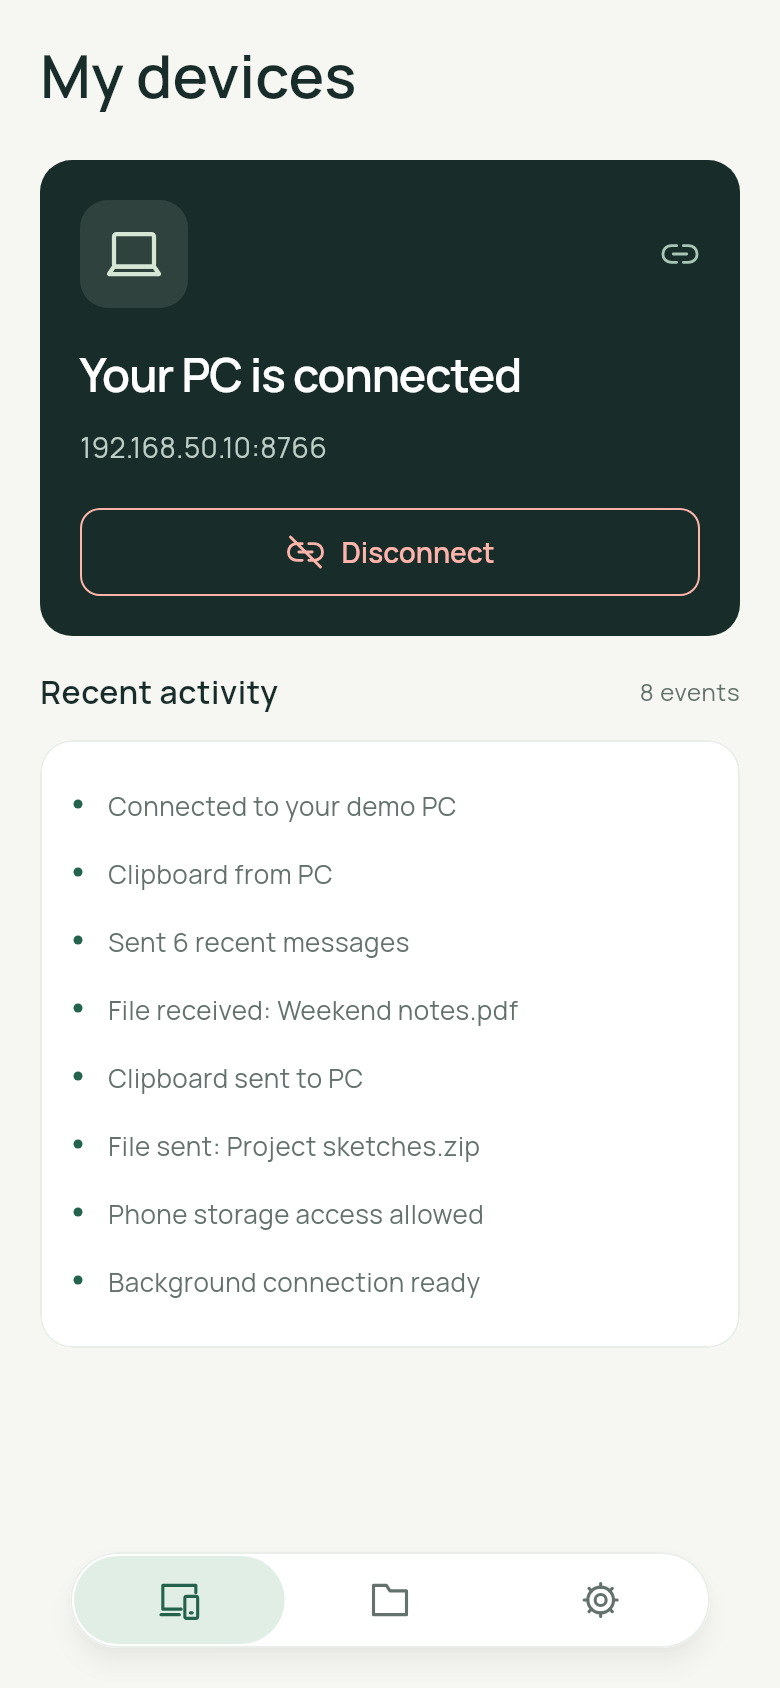 My devices
Your PC is connected
192.168.50.10:8766
Disconnect
Recent activity
8 events
Connected to your demo PC
Clipboard from PC
Sent 6 recent messages
File received: Weekend notes.pdf
Clipboard sent to PC
File sent: Project sketches.zip
Phone storage access allowed
Background connection ready